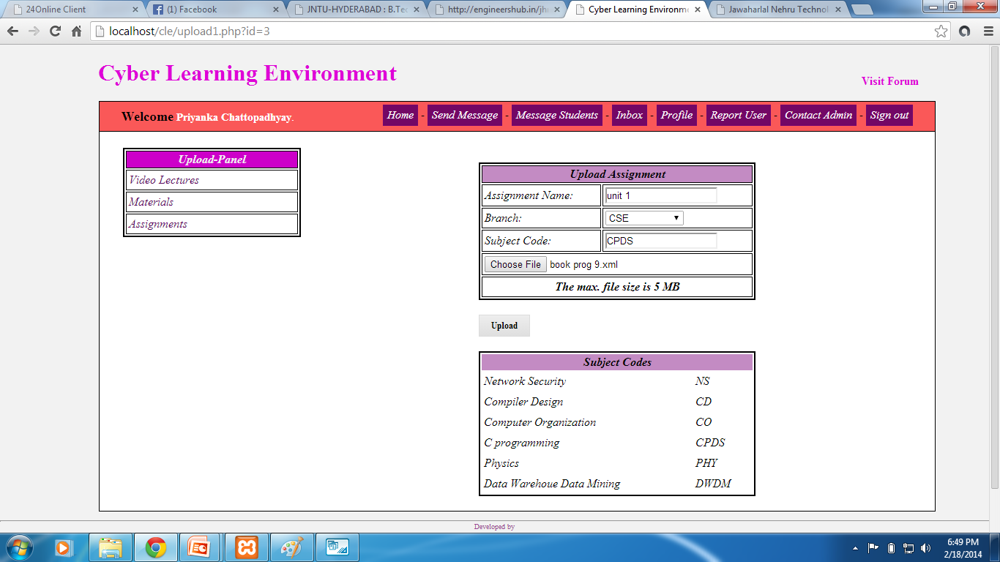 24Online Client
(1) Facebook
JNTU-HYDERABAD : B.Tec
http://engineershub.in/jh
Cyber Learning Environm
Jawaharlal Nehru Technol
localhost/cle/upload1.php?id=3
Cyber Learning Environment
Visit Forum
Welcome Priyanka Chattopadhyay.
Home - Send Message - Message Students - Inbox - Profile - Report User - Contact Admin - Sign out
Upload-Panel
Video Lectures
Materials
Assignments
Upload Assignment
Assignment Name: unit 1
Branch: CSE
Subject Code: CPDS
Choose File book prog 9.xml
The max. file size is 5 MB
Upload
Subject Codes
Network Security NS
Compiler Design CD
Computer Organization CO
C programming CPDS
Physics PHY
Data Warehoue Data Mining DWDM
Developed by
6:49 PM
2/18/2014